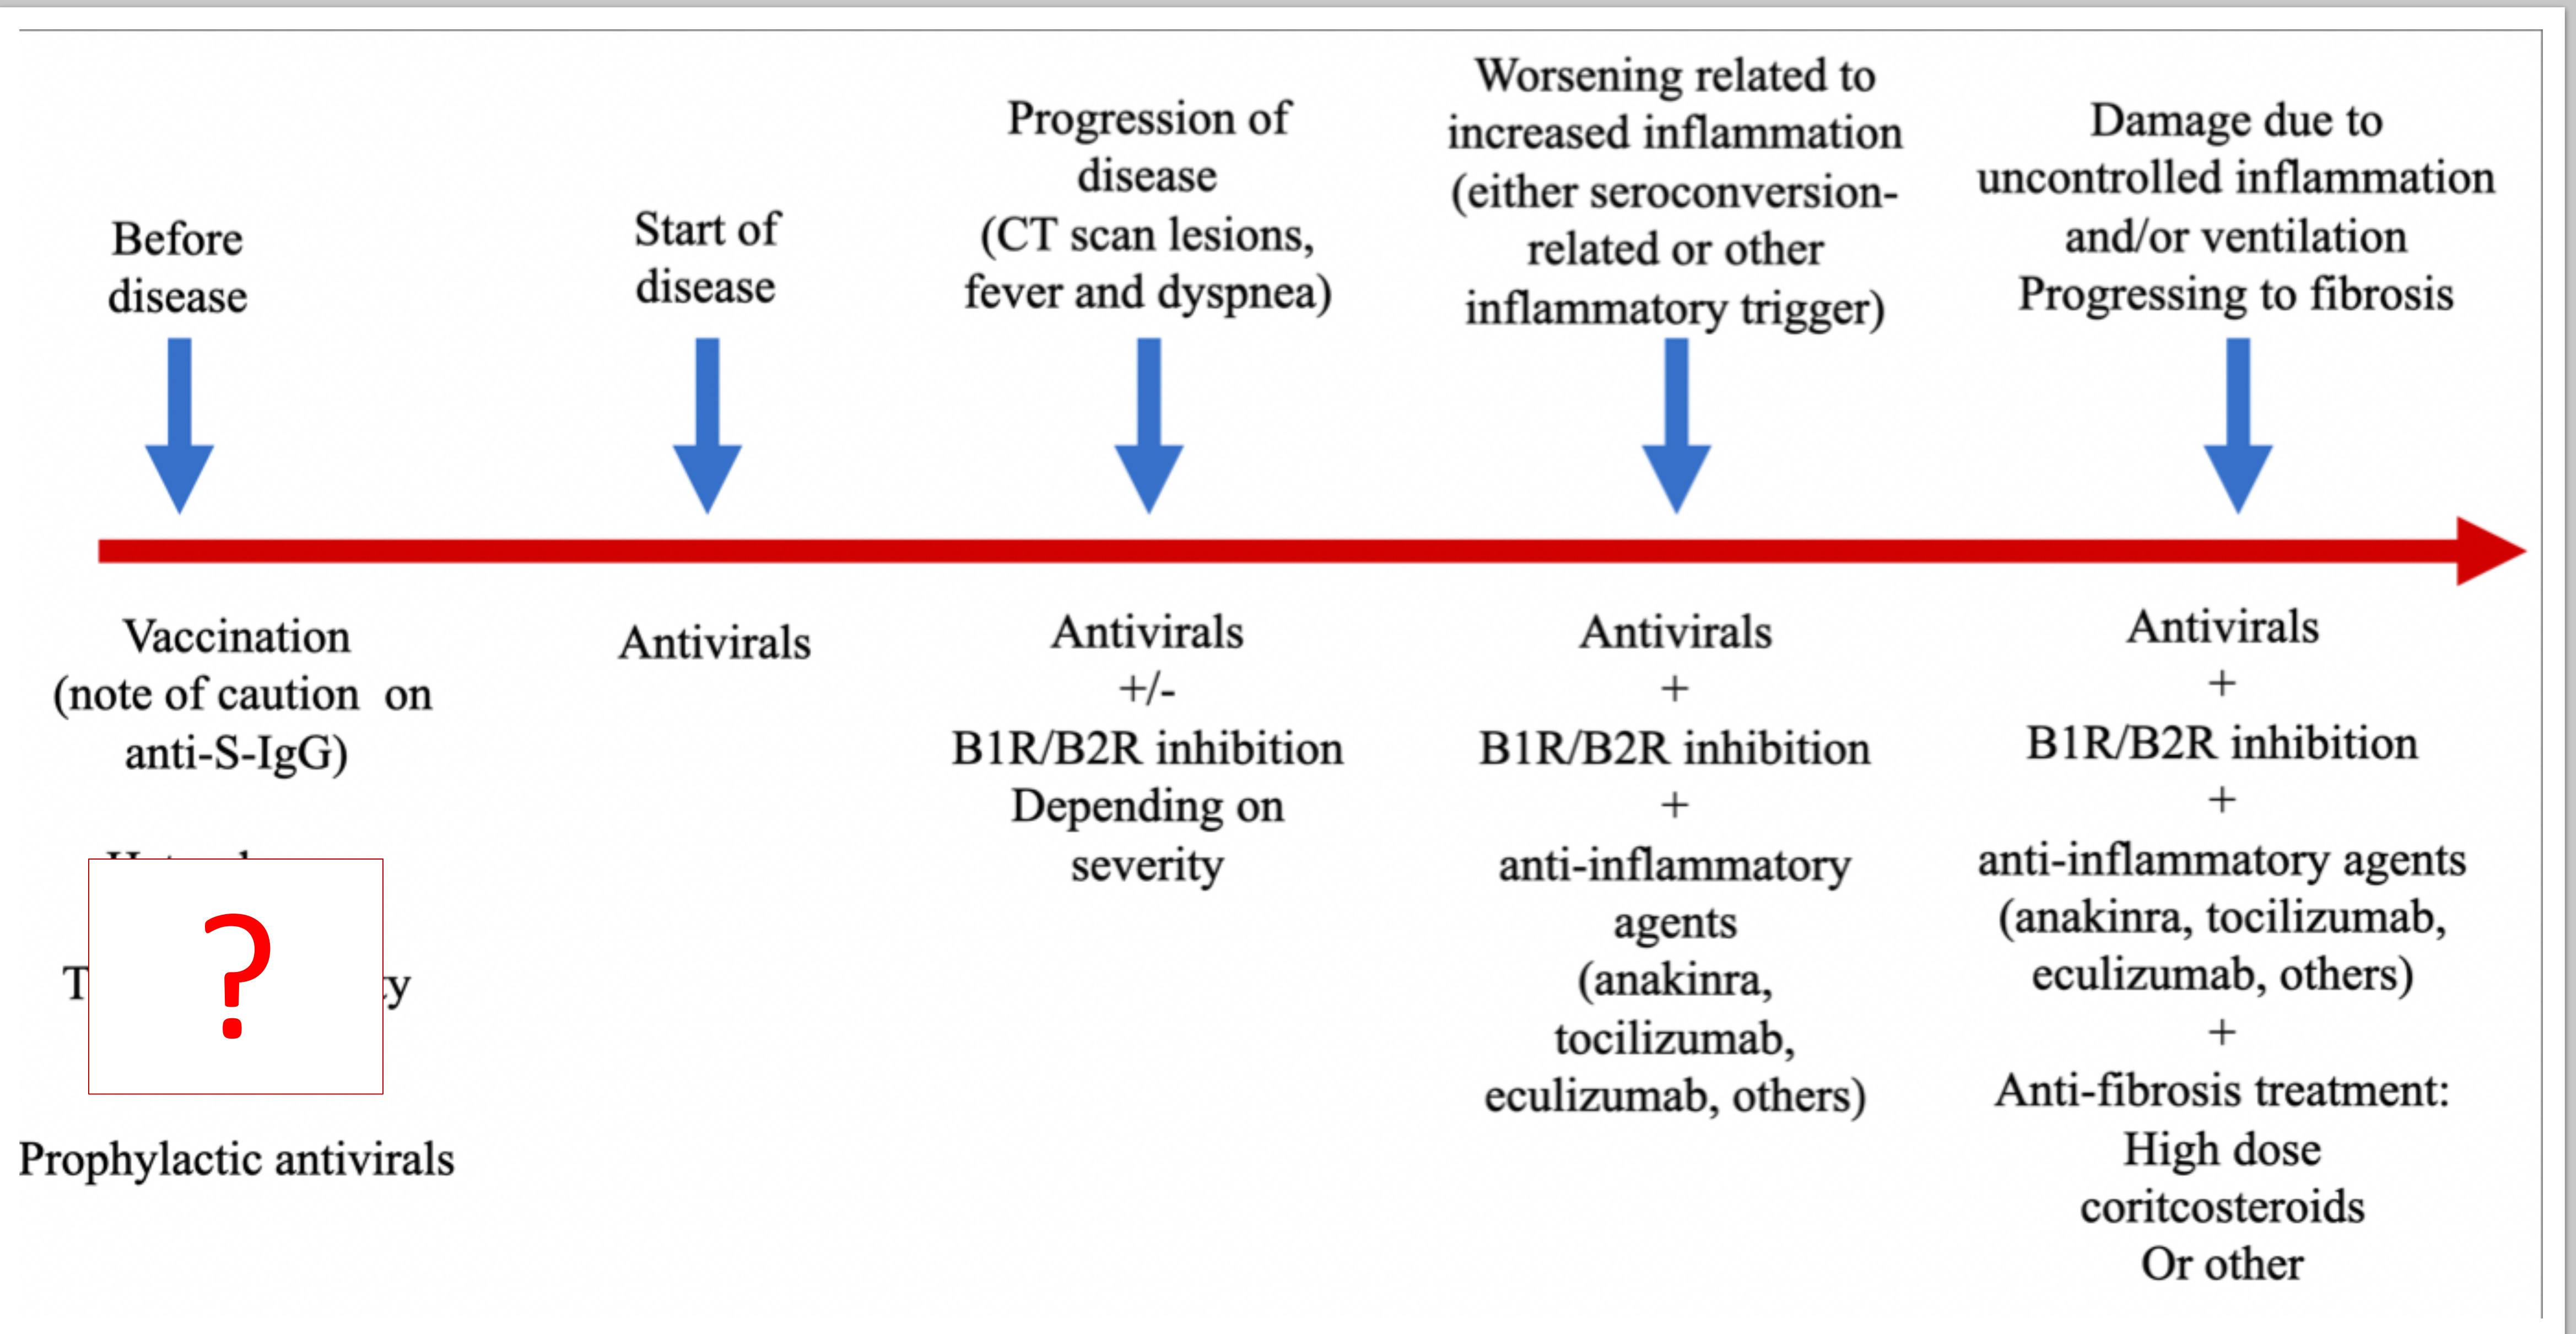 Before
disease
Start of
disease
Progression of
disease
(CT scan lesions,
fever and dyspnea)
Worsening related to
increased inflammation
(either seroconversion-
related or other
inflammatory trigger)
Damage due to
uncontrolled inflammation
and/or ventilation
Progressing to fibrosis
Vaccination
(note of caution on
anti-S-IgG)
?
Prophylactic antivirals
Antivirals
Antivirals
+/-
B1R/B2R inhibition
Depending on
severity
Antivirals
+
B1R/B2R inhibition
+
anti-inflammatory
agents
(anakinra,
tocilizumab,
eculizumab, others)
Antivirals
+
B1R/B2R inhibition
+
anti-inflammatory agents
(anakinra, tocilizumab,
eculizumab, others)
+
Anti-fibrosis treatment:
High dose
coritcosteroids
Or other